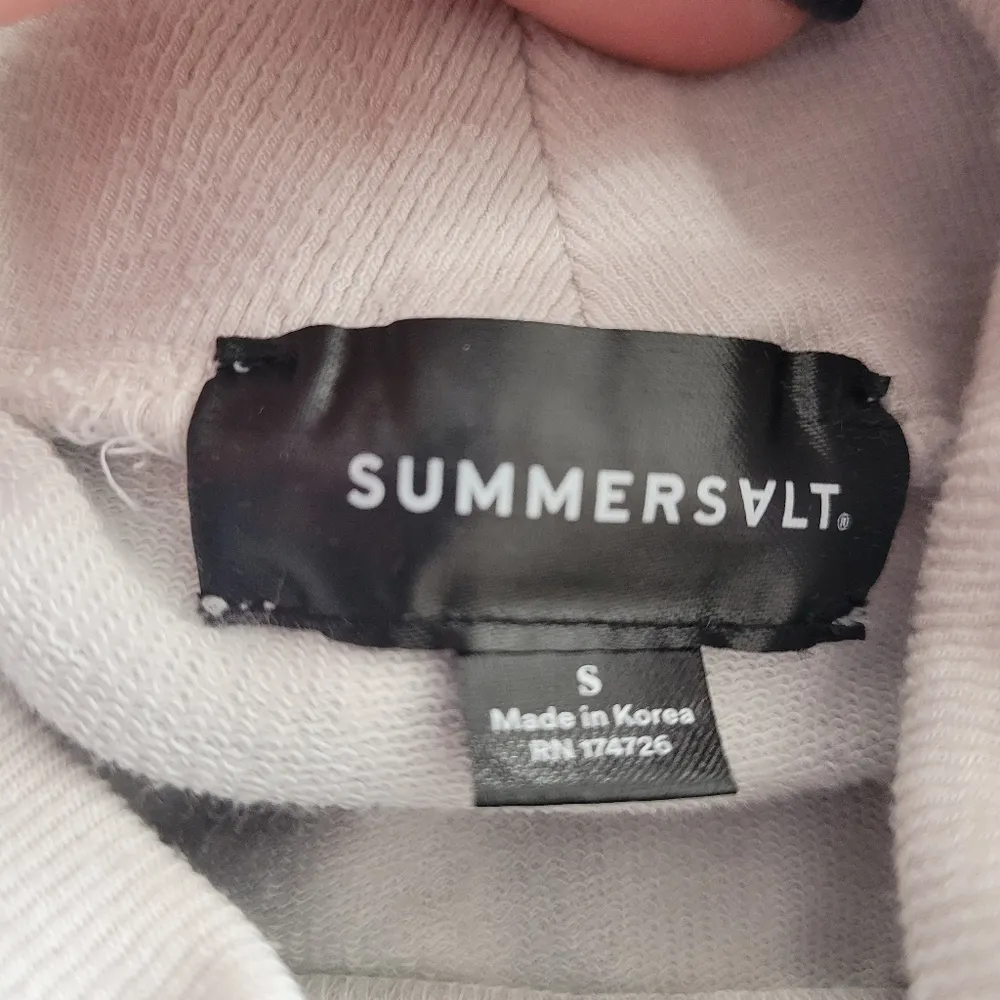 SUMMERSALT®
S
Made in Korea
RN 174726